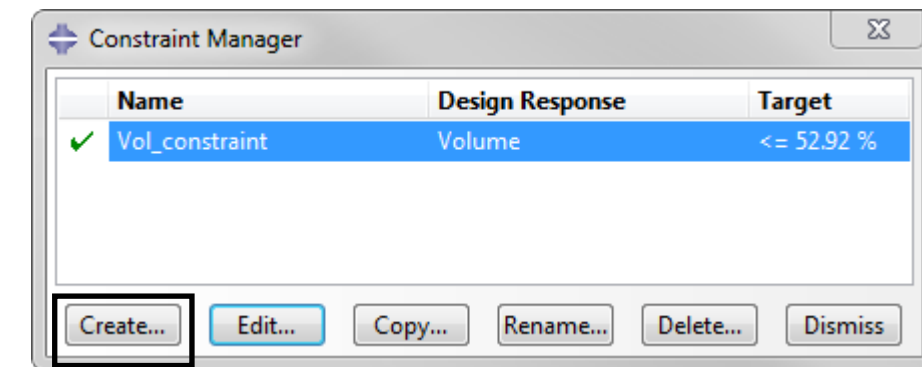 Constraint Manager
Name Design Response Target
Vol_constraint Volume <= 52.92 %
Create... Edit... Copy... Rename... Delete... Dismiss